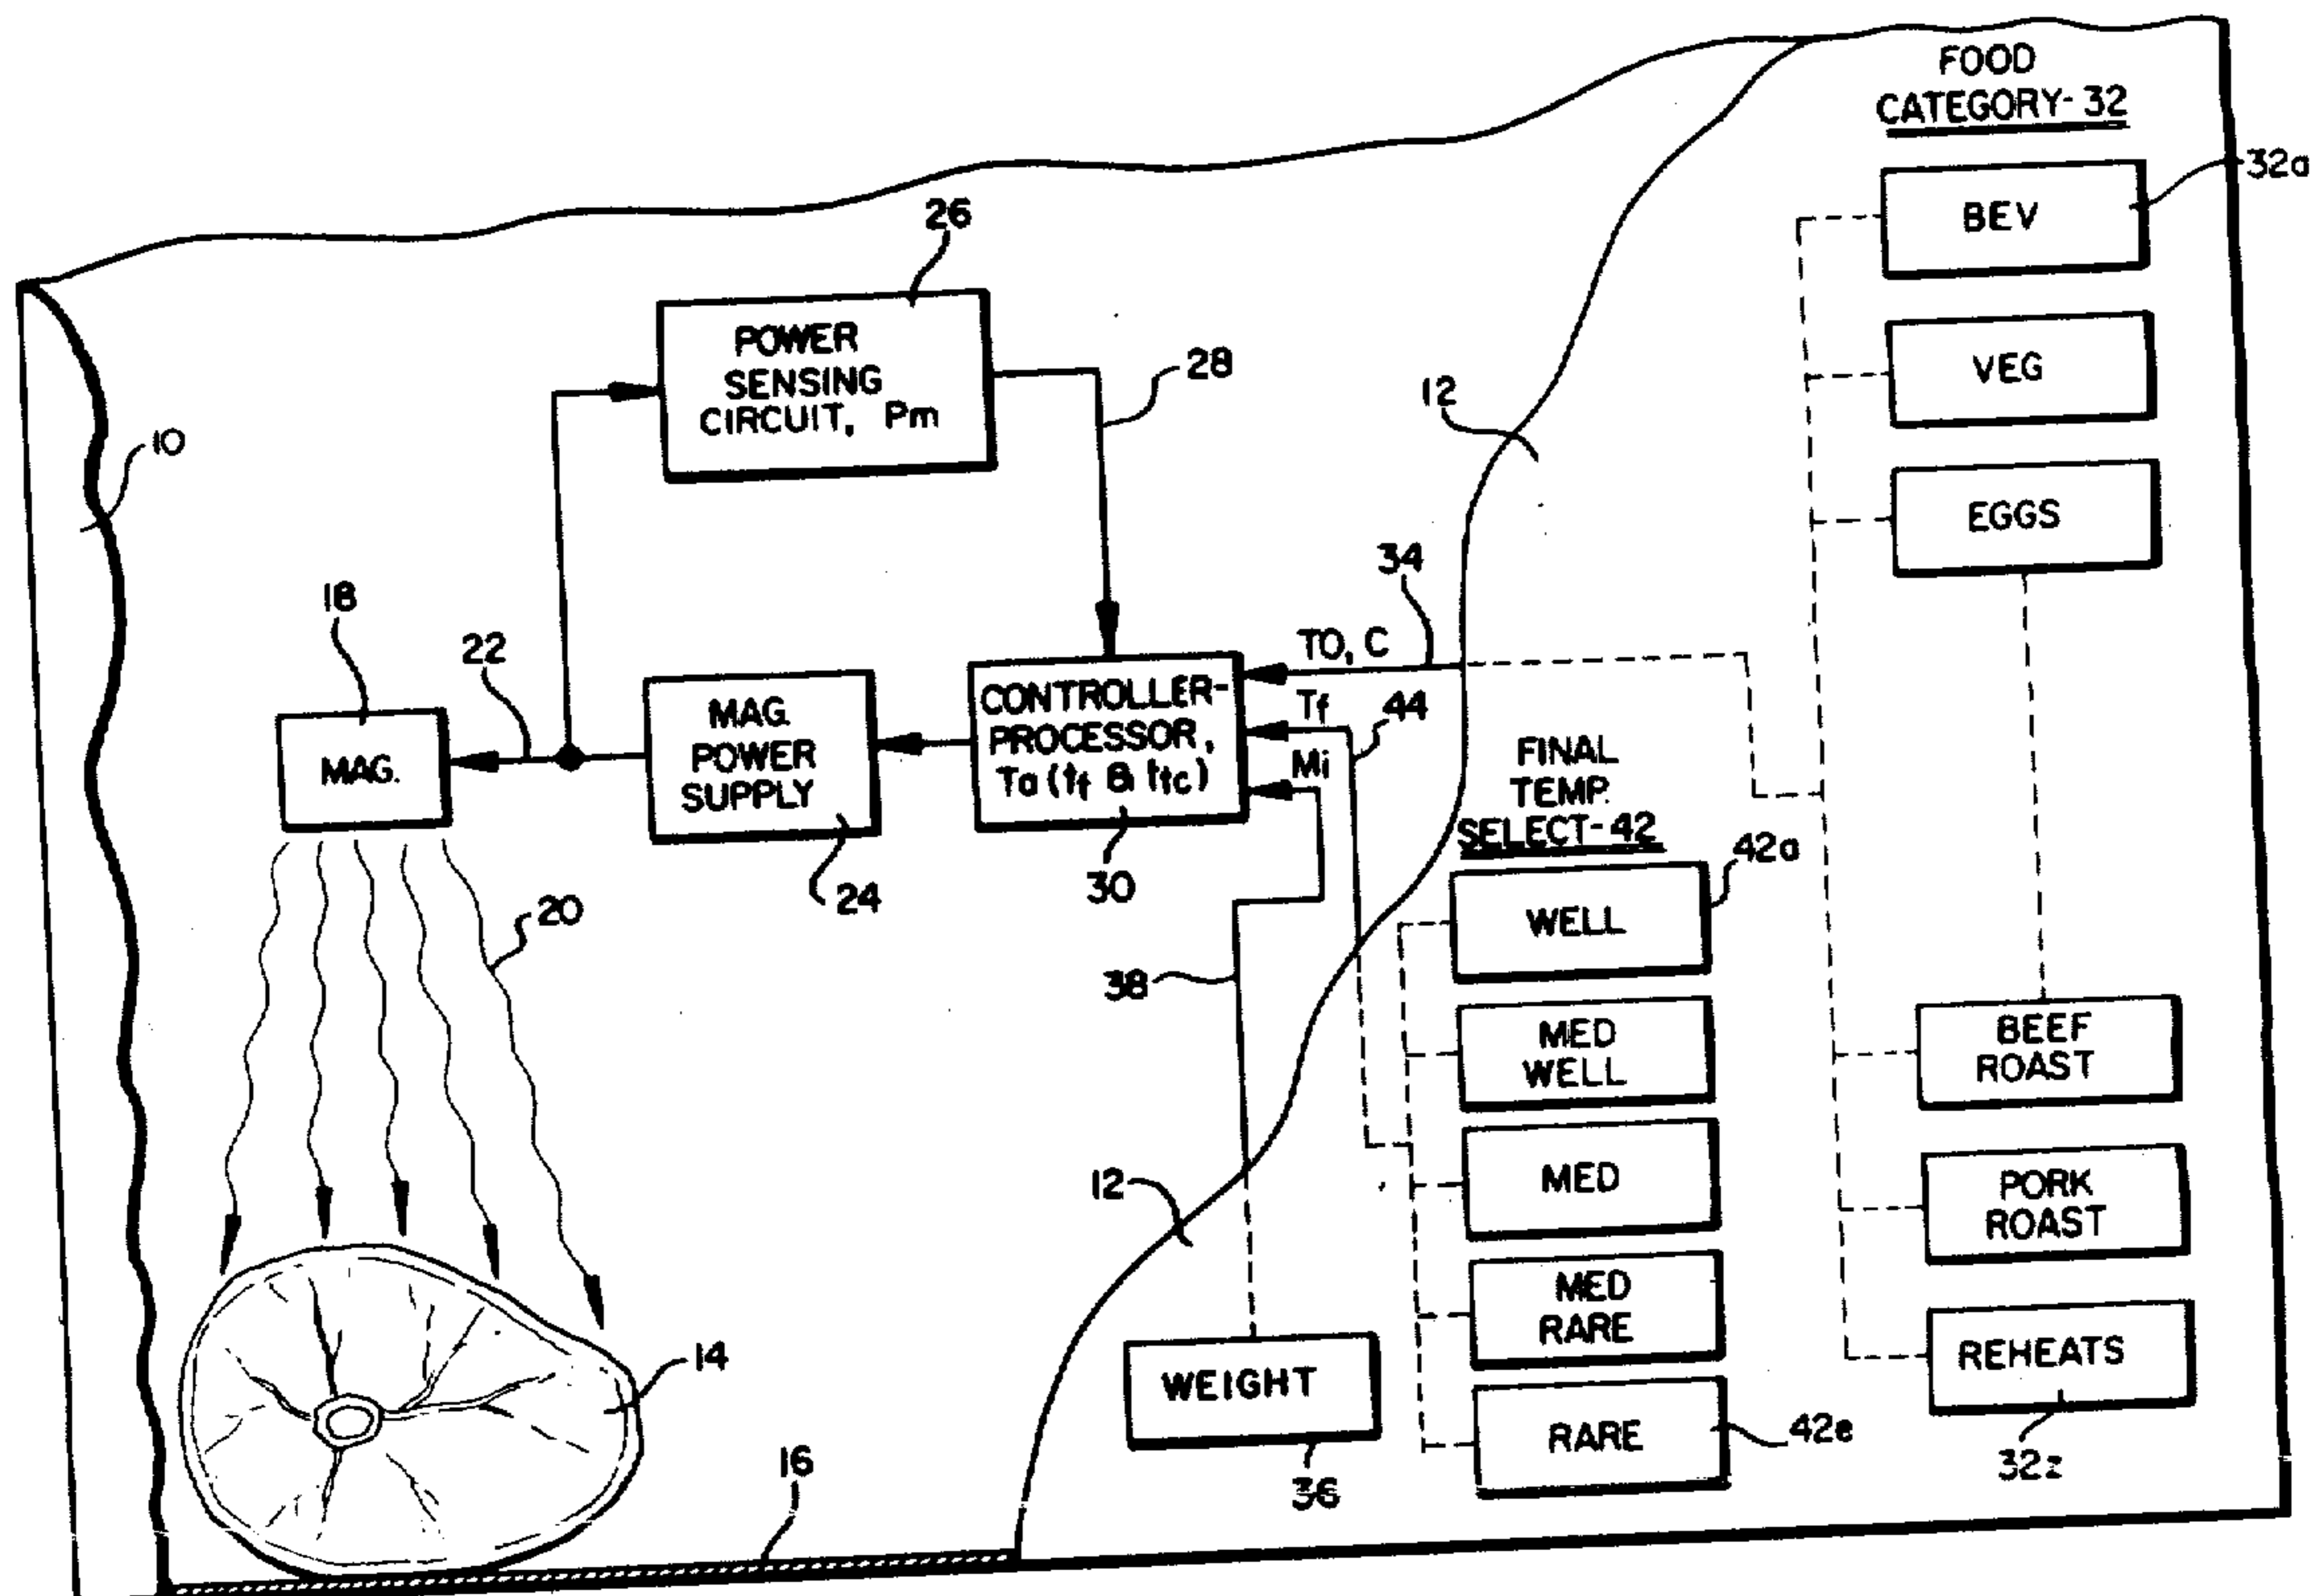 FOOD
CATEGORY-32
32a
BEV
VEG
EGGS
BEEF
ROAST
PORK
ROAST
REHEATS
32z
26
POWER
SENSING
CIRCUIT, Pm
28
12
10
34
18
22
TO, C
Tf
44
Mi
MAG.
MAG.
POWER
SUPPLY
24
CONTROLLER-
PROCESSOR,
Ta (tf & ttc)
30
20
38
FINAL
TEMP.
SELECT-42
42a
WELL
MED
WELL
MED
MED
RARE
RARE
42e
12
14
WEIGHT
36
16